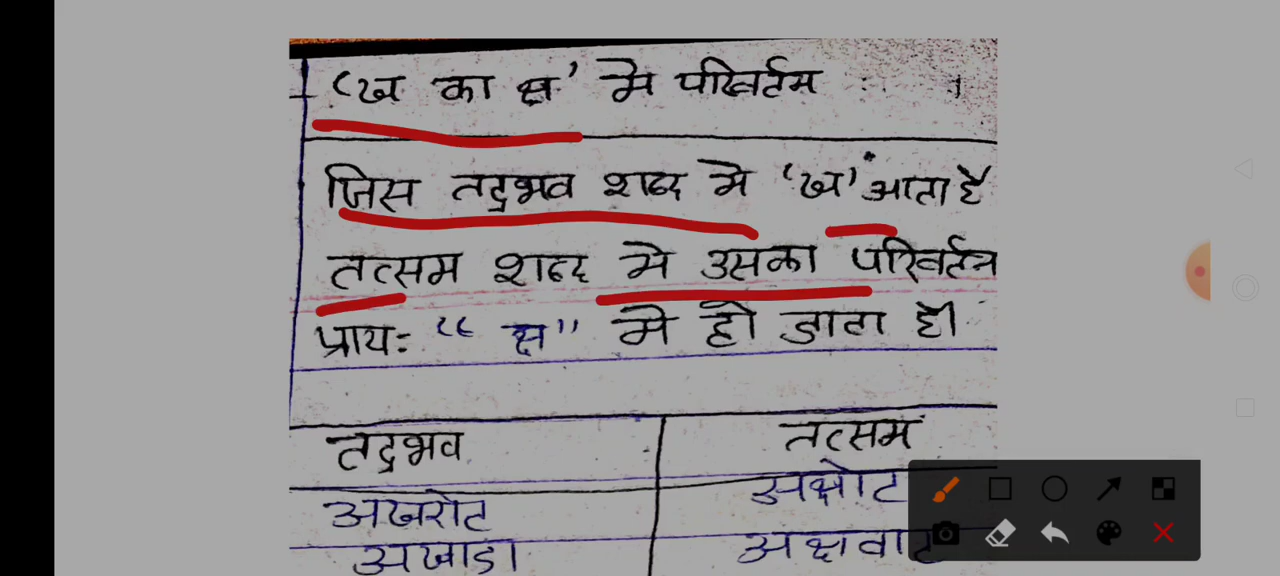 'ख का क्ष' मे परिवर्तन
जिस तद्भव शब्द मे 'ख' आता है
तत्सम शब्द मे उसका परिवर्तन
प्रायः "क्ष" मे हो जाता है।
तद्भव तत्सम
अखरोट अक्षोट
अखाडा अक्षवाट